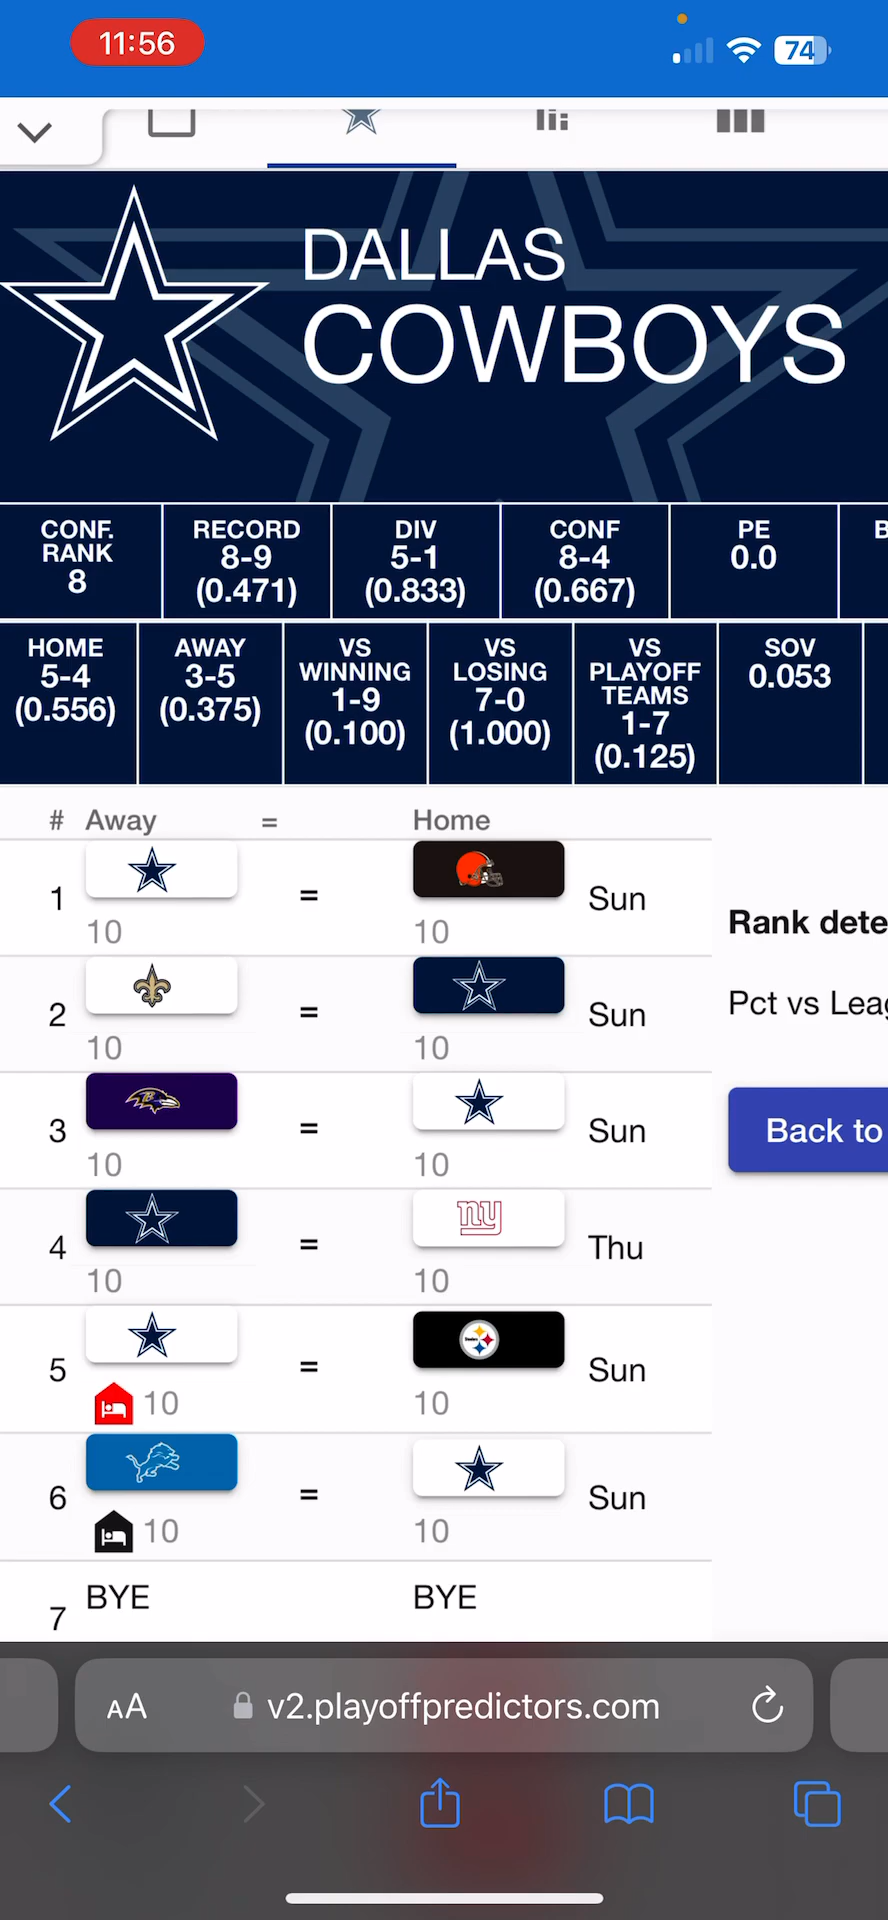 11:56
74
DALLAS
COWBOYS
CONF.
RANK
8
RECORD
8-9
(0.471)
DIV
5-1
(0.833)
CONF
8-4
(0.667)
PE
0.0
B
HOME
5-4
(0.556)
AWAY
3-5
(0.375)
VS
WINNING
1-9
(0.100)
VS
LOSING
7-0
(1.000)
VS
PLAYOFF
TEAMS
1-7
(0.125)
SOV
0.053
# Away = Home
1 = Sun
10 10
2 = Sun
10 10
3 = Sun
10 10
4 = ny Thu
10 10
5 = Steelers Sun
10 10
6 = Sun
10 10
7 BYE BYE
Rank dete
Pct vs Leag
Back to
AA v2.playoffpredictors.com